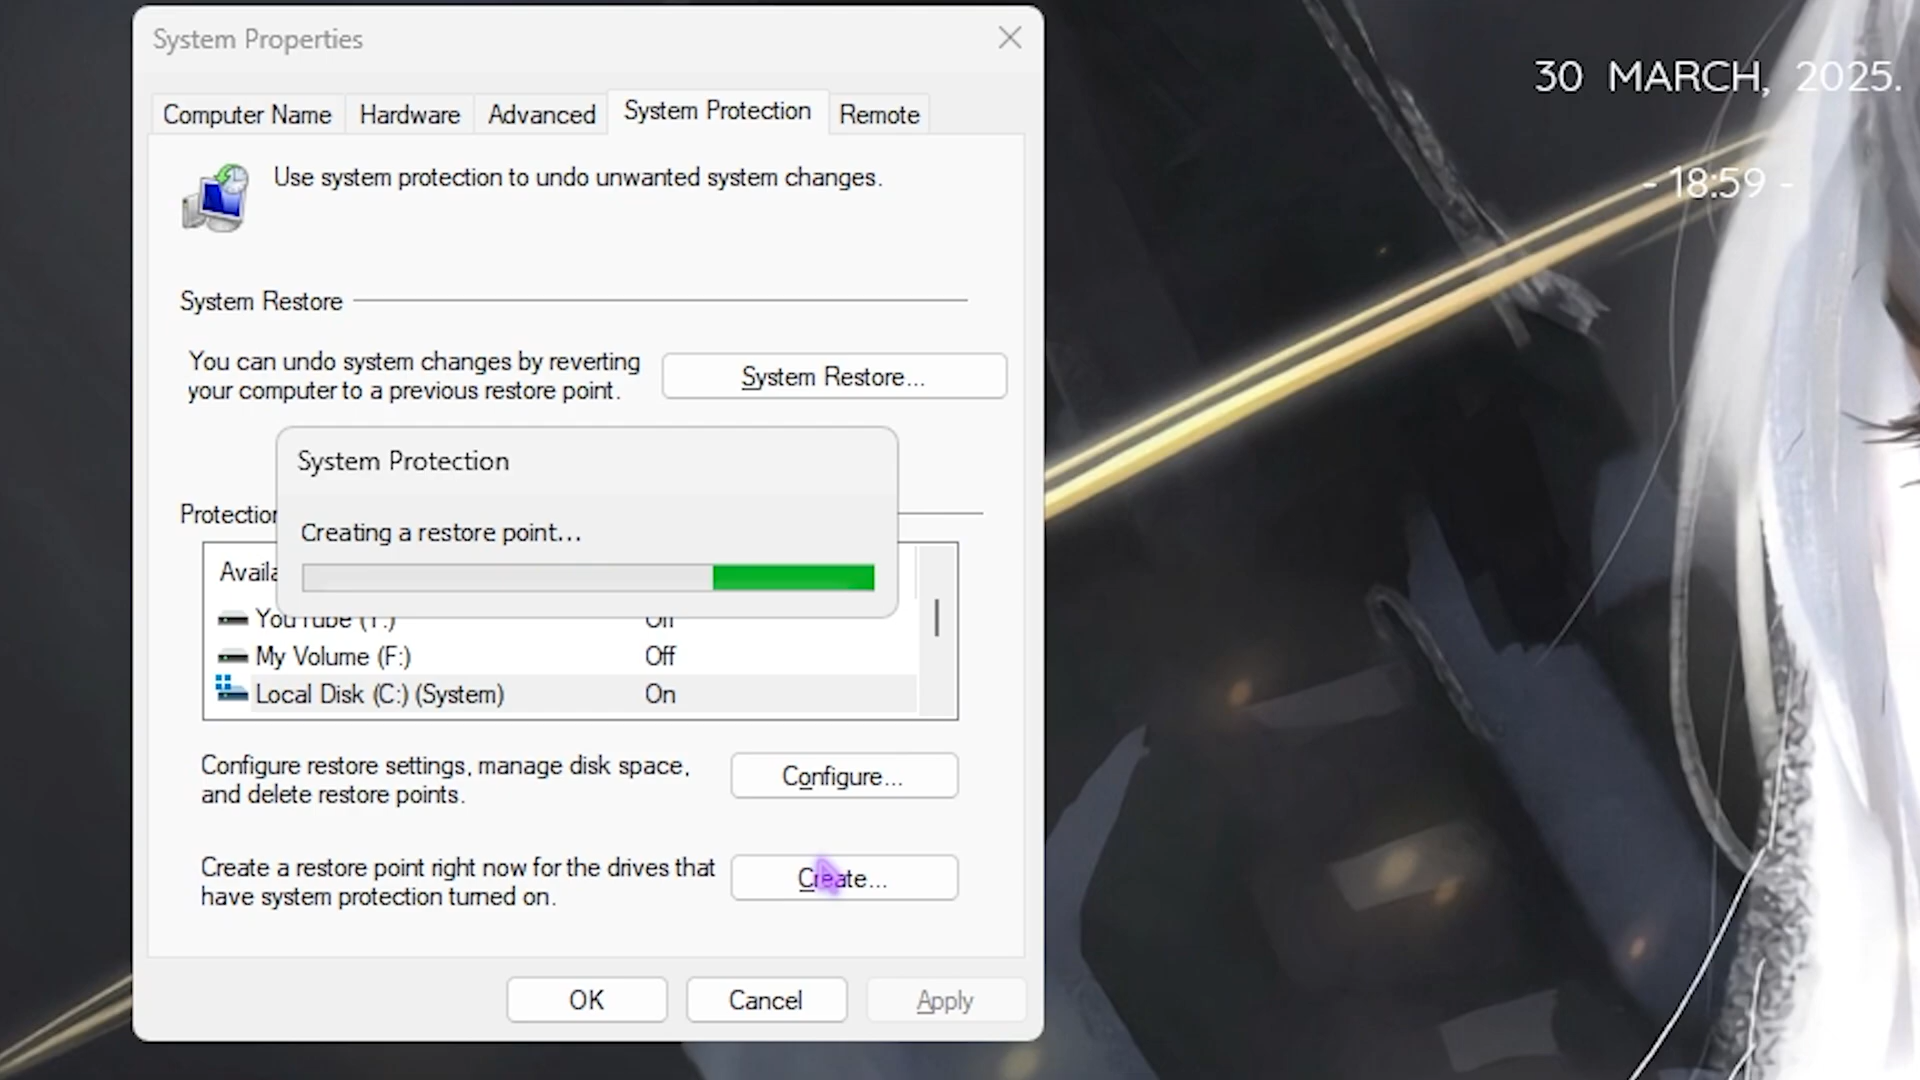 System Properties
30 MARCH, 2025.
- 18:59 -
Computer Name
Hardware
Advanced
System Protection
Remote
Use system protection to undo unwanted system changes.
System Restore
You can undo system changes by reverting
your computer to a previous restore point.
System Restore...
System Protection
Protection
Creating a restore point...
Availa
YouTube
Off
My Volume (F:)
Off
Local Disk (C:) (System)
On
Configure restore settings, manage disk space,
and delete restore points.
Configure...
Create a restore point right now for the drives that
have system protection turned on.
Create...
OK
Cancel
Apply